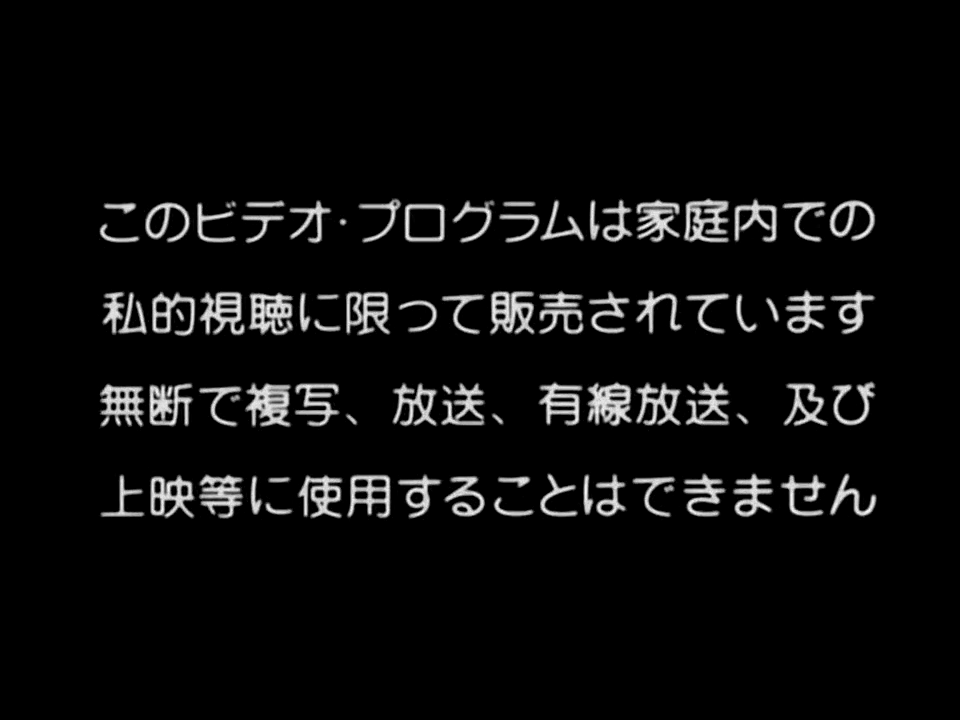 このビデオ・プログラムは家庭内での
私的視聴に限って販売されています
無断で複写、放送、有線放送、及び
上映等に使用することはできません